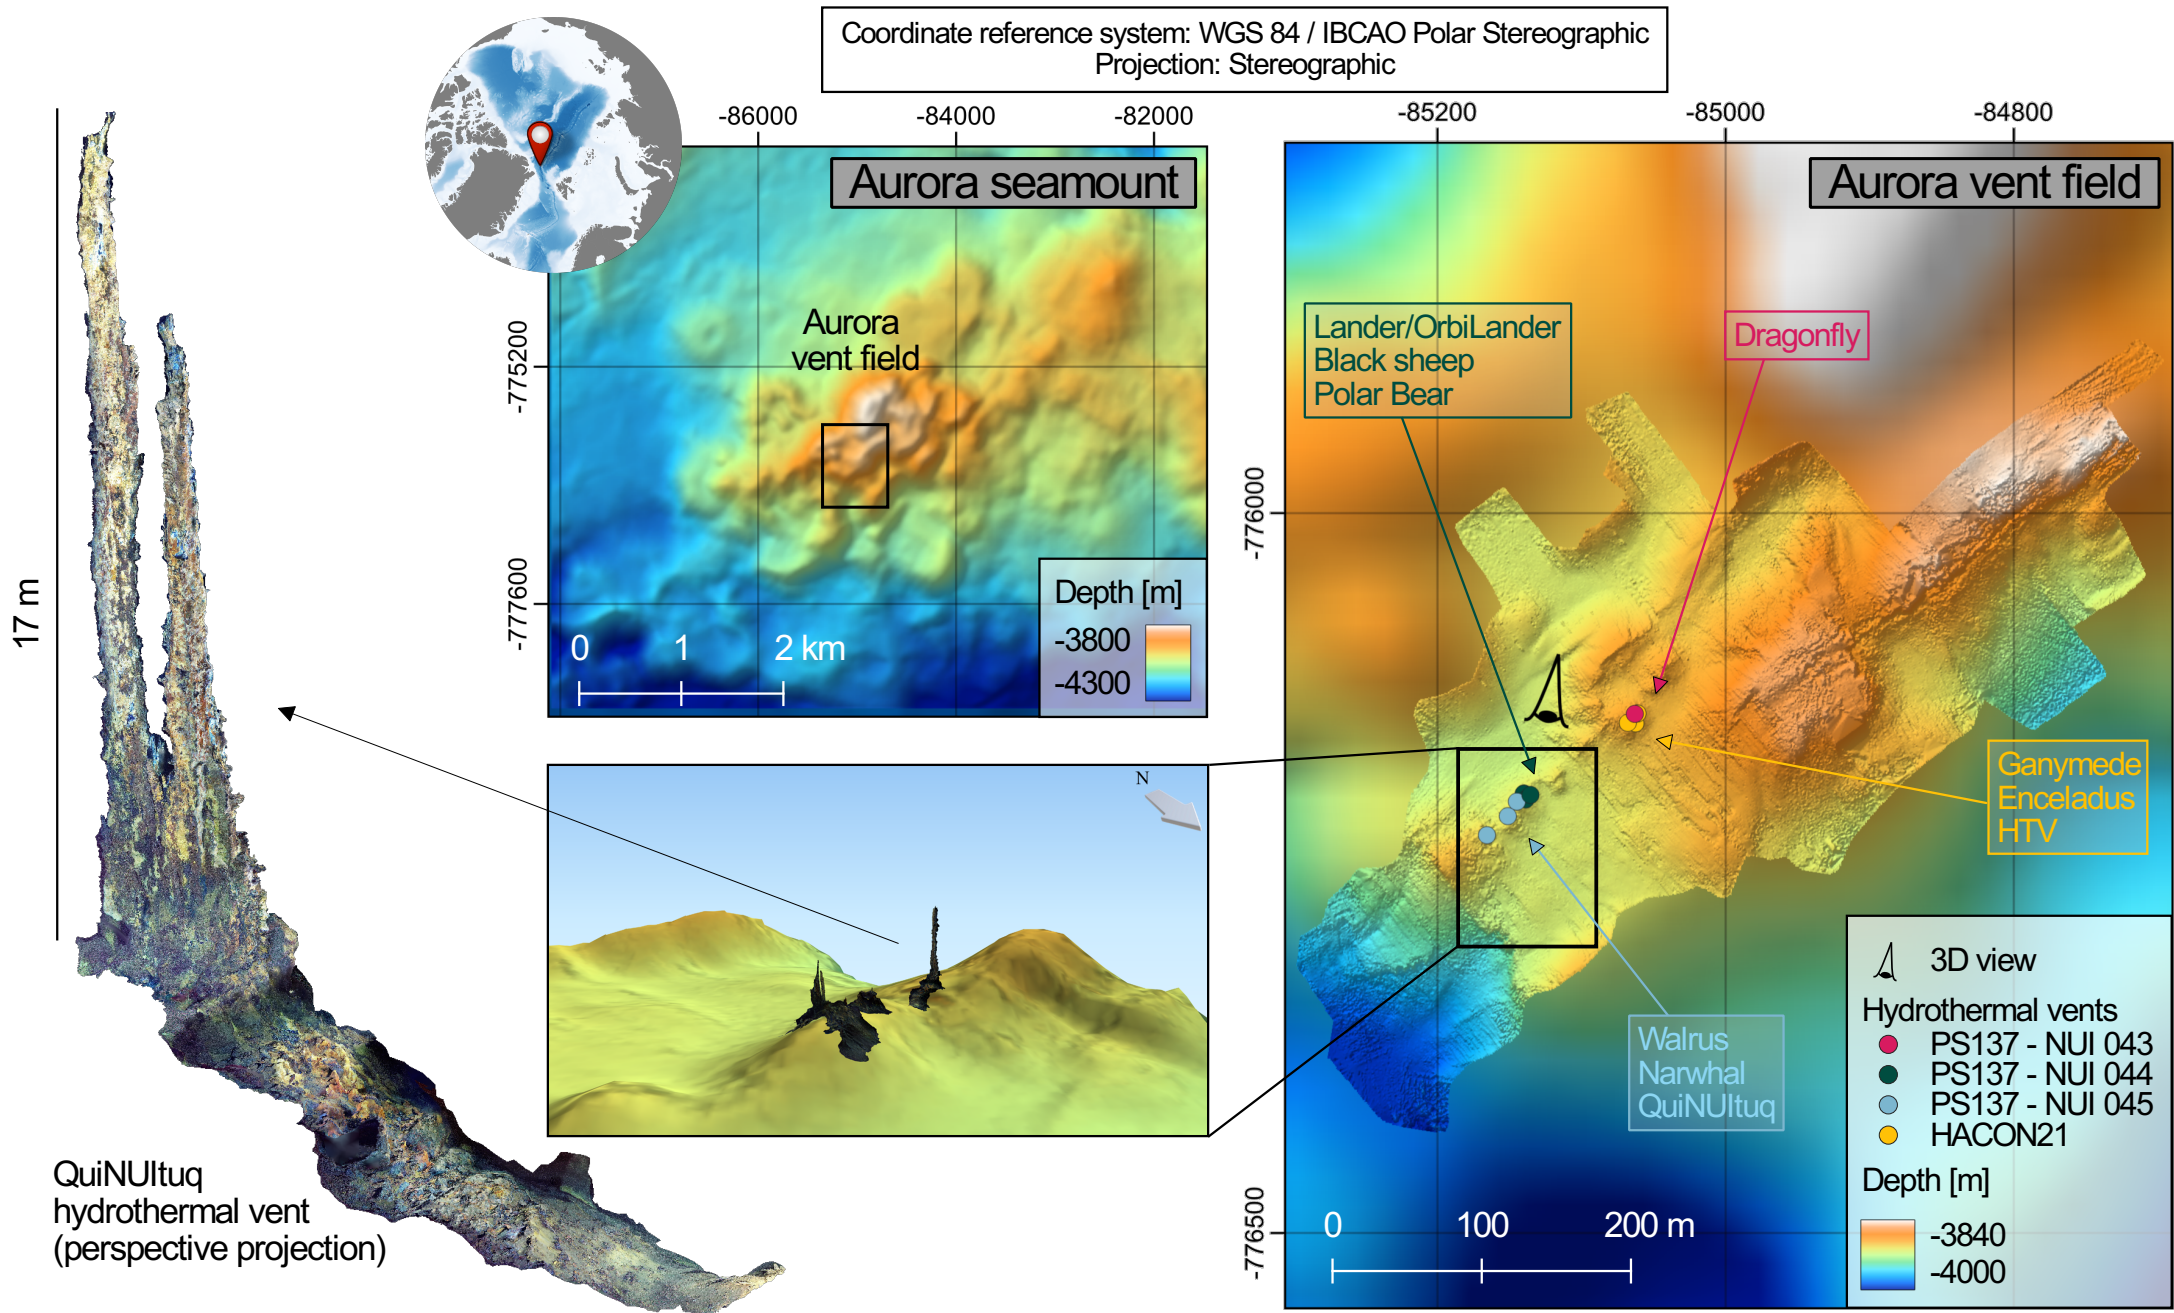 Coordinate reference system: WGS 84 / IBCAO Polar Stereographic
Projection: Stereographic
-86000
-84000
-82000
Aurora seamount
Aurora
vent field
-775200
-777600
Depth [m]
-3800
-4300
0
1
2 km
17 m
QuiNUItuq
hydrothermal vent
(perspective projection)
N
-85200
-85000
-84800
Aurora vent field
Lander/OrbiLander
Black sheep
Polar Bear
Dragonfly
-776000
-776500
Ganymede
Enceladus
HTV
Walrus
Narwhal
QuiNUItuq
0
100
200 m
3D view
Hydrothermal vents
PS137 - NUI 043
PS137 - NUI 044
PS137 - NUI 045
HACON21
Depth [m]
-3840
-4000